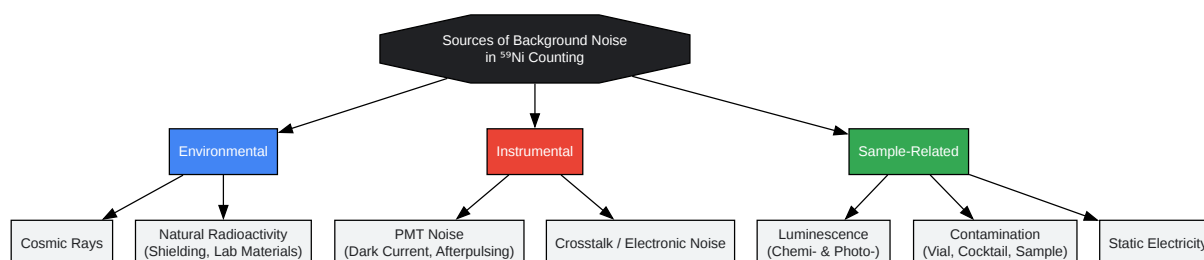 Sources of Background Noise
in ⁵⁹Ni Counting
Environmental
Instrumental
Sample-Related
Cosmic Rays
Natural Radioactivity
(Shielding, Lab Materials)
PMT Noise
(Dark Current, Afterpulsing)
Crosstalk / Electronic Noise
Luminescence
(Chemi- & Photo-)
Contamination
(Vial, Cocktail, Sample)
Static Electricity